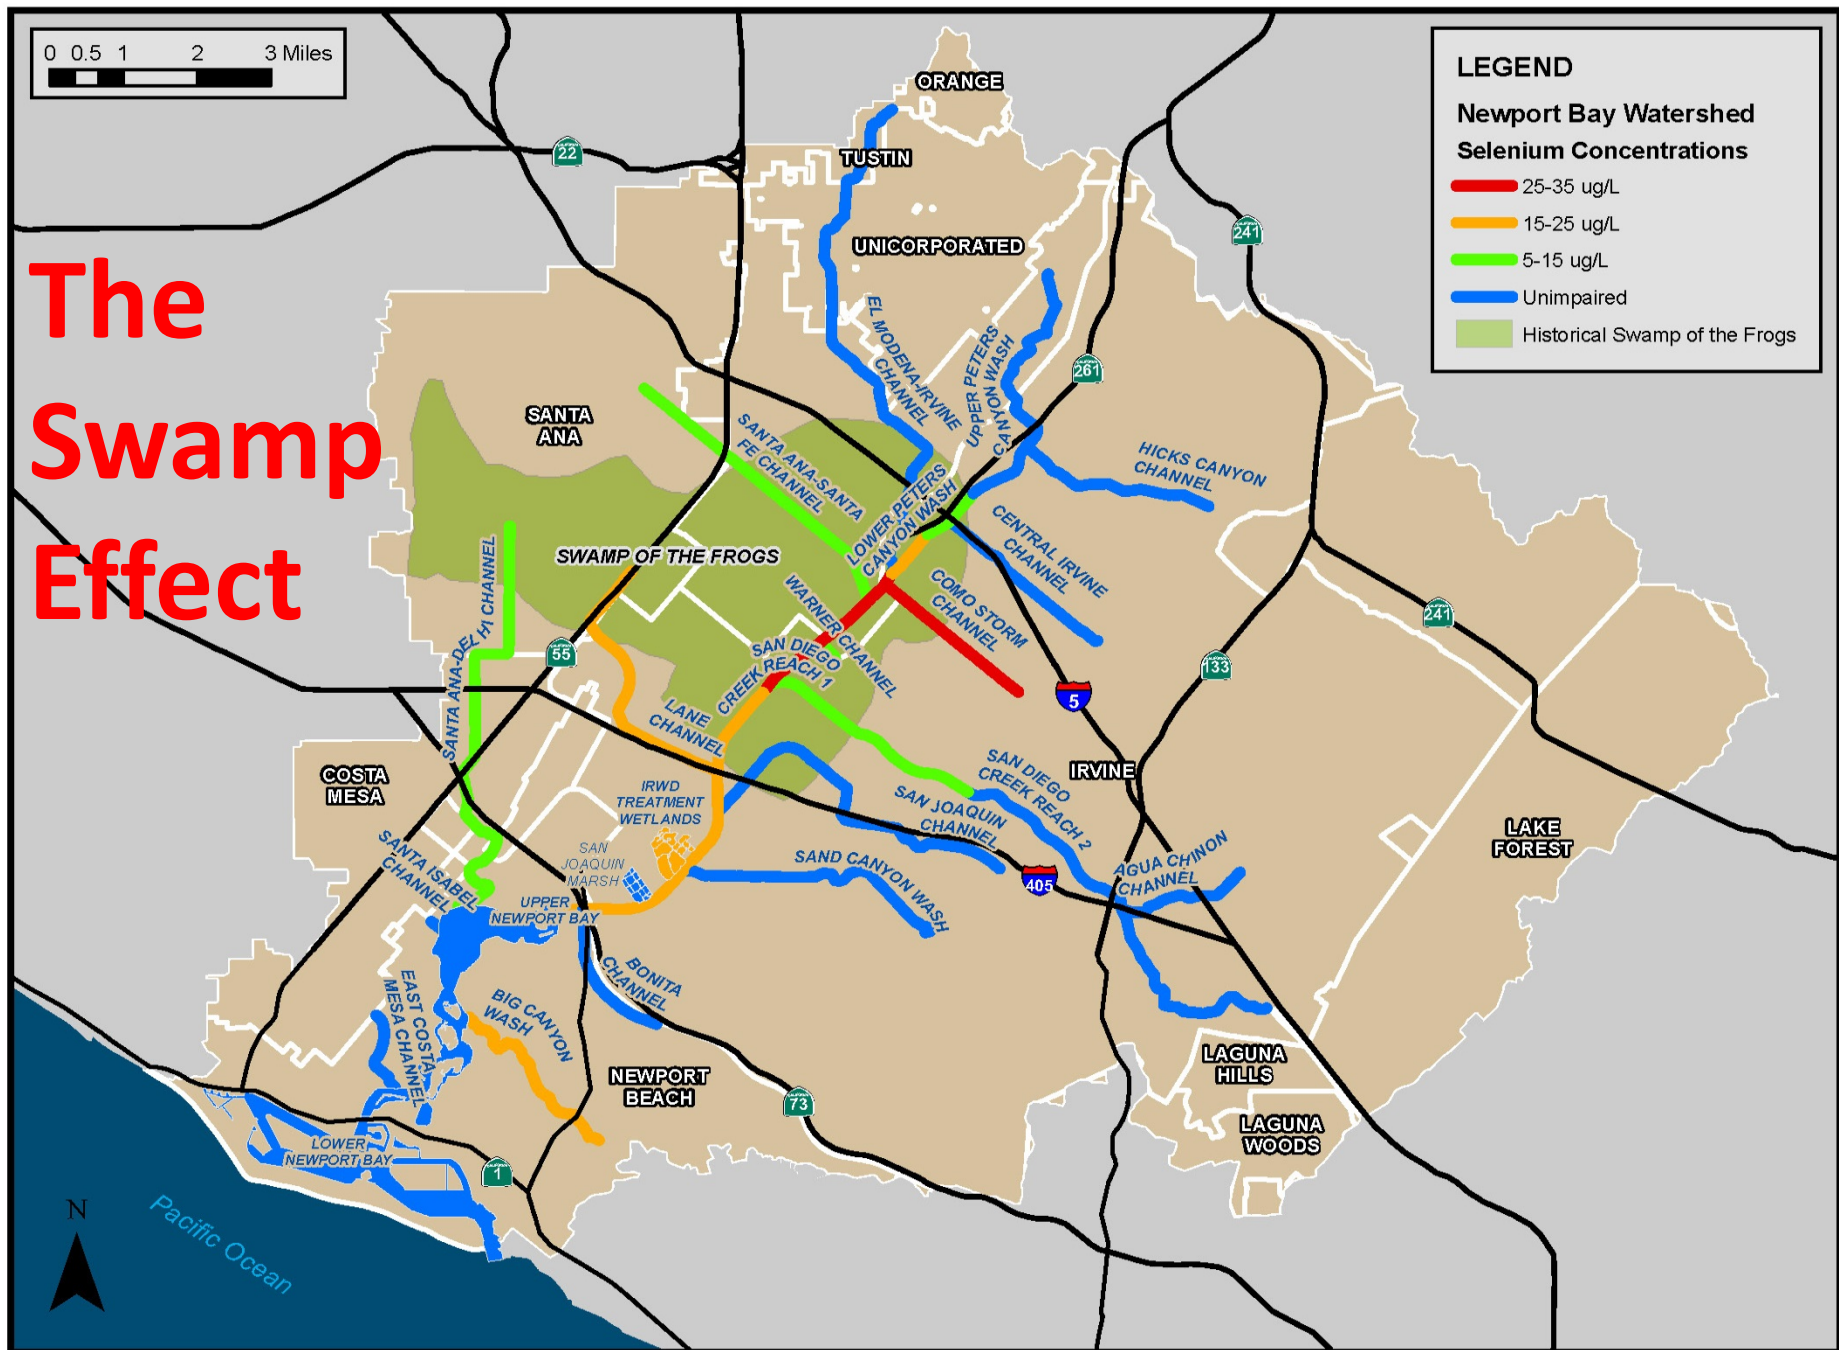 0 0.5 1 2 3 Miles
The
Swamp
Effect
LEGEND
Newport Bay Watershed
Selenium Concentrations
25-35 ug/L
15-25 ug/L
5-15 ug/L
Unimpaired
Historical Swamp of the Frogs
ORANGE
TUSTIN
22
241
UNICORPORATED
EL MODENA-IRVINE
CHANNEL
UPPER PETERS
CANYON WASH
261
SANTA
ANA
SANTA ANA-SANTA
FE CHANNEL
HICKS CANYON
CHANNEL
LOWER PETERS
CANYON WASH
CENTRAL IRVINE
CHANNEL
SWAMP OF THE FROGS
COMO STORM
CHANNEL
WARNER CHANNEL
SANTA ANA-DELHI CHANNEL
55
SAN DIEGO
CREEK REACH 1
241
133
5
LANE
CHANNEL
COSTA
MESA
IRWD
TREATMENT
WETLANDS
SAN DIEGO
CREEK REACH 2
IRVINE
SAN JOAQUIN
CHANNEL
LAKE
FOREST
SAN
JOAQUIN
MARSH
SAND CANYON WASH
405
AGUA CHINON
CHANNEL
SANTA ISABEL
CHANNEL
UPPER
NEWPORT BAY
BONITA
CHANNEL
EAST COSTA
MESA CHANNEL
BIG CANYON
WASH
NEWPORT
BEACH
73
LAGUNA
HILLS
LAGUNA
WOODS
LOWER
NEWPORT BAY
1
N
Pacific Ocean